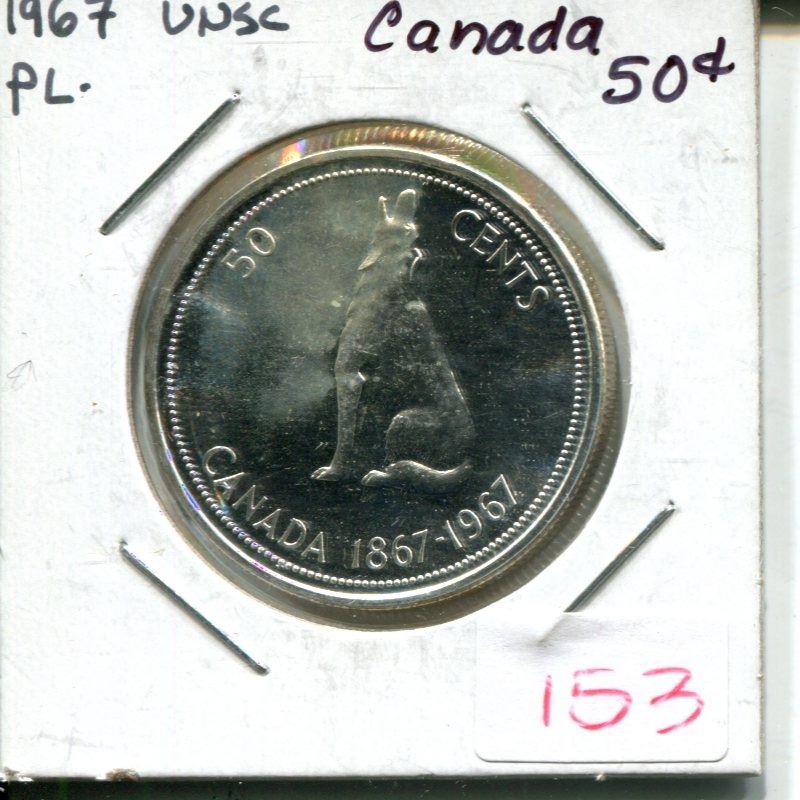 1967 UNSC Canada
PL. 50¢
50 CENTS
CANADA 1867-1967
153